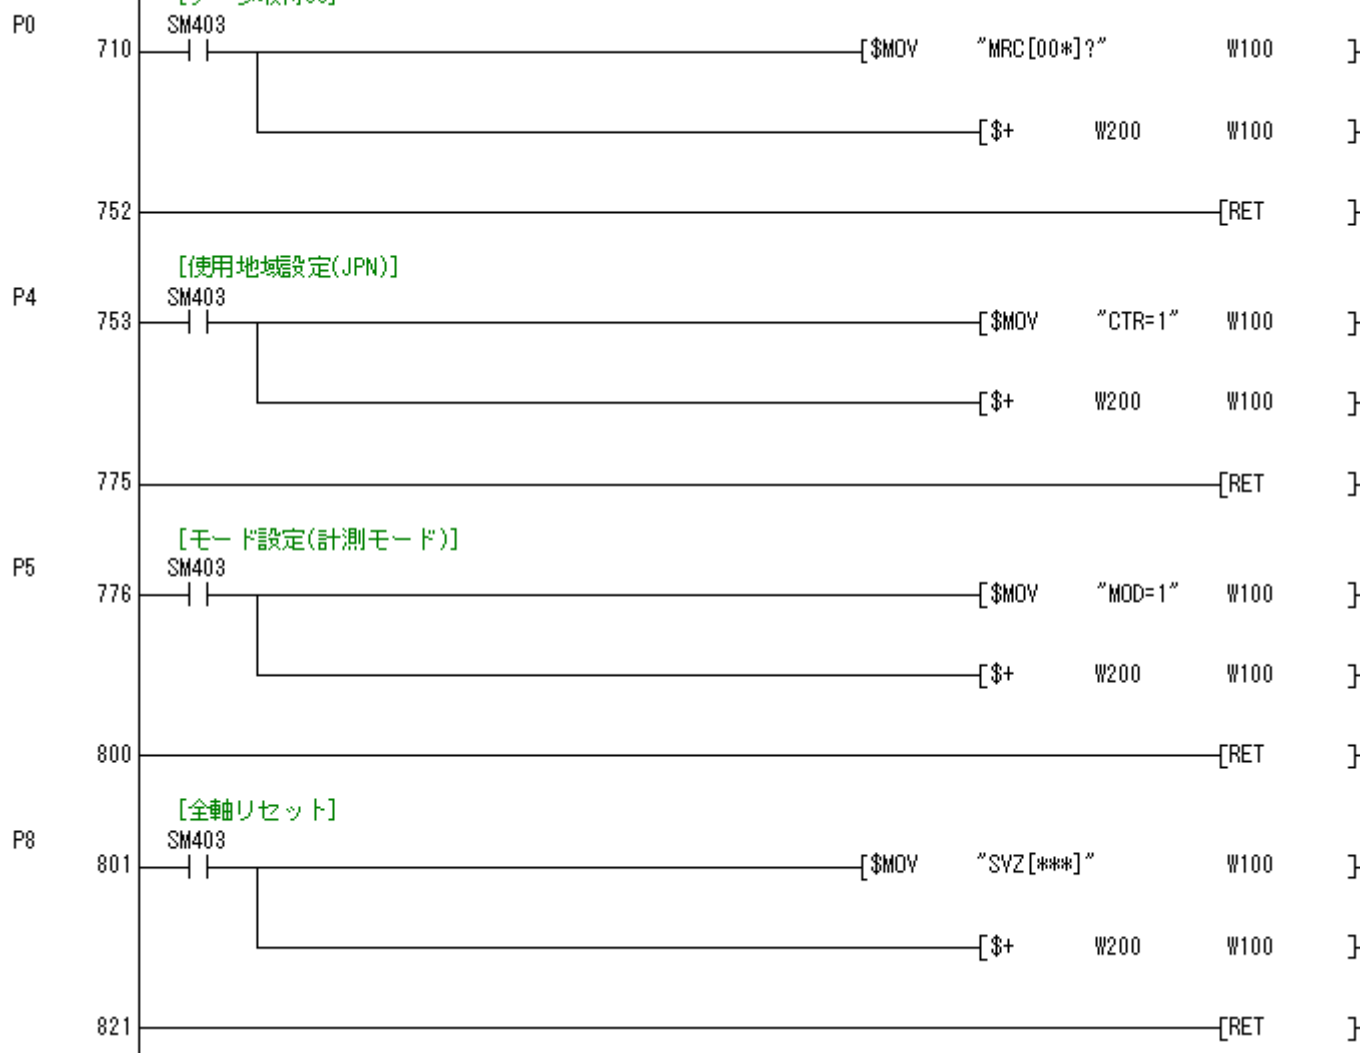 P0 SM403
710 [$MOV "MRC[00*]?" W100 ]
[$+ W200 W100 ]
752 [RET ]
[使用地域設定(JPN)]
P4 SM403
753 [$MOV "CTR=1" W100 ]
[$+ W200 W100 ]
775 [RET ]
[モード設定(計測モード)]
P5 SM403
776 [$MOV "MOD=1" W100 ]
[$+ W200 W100 ]
800 [RET ]
[全軸リセット]
P8 SM403
801 [$MOV "SVZ[***]" W100 ]
[$+ W200 W100 ]
821 [RET ]